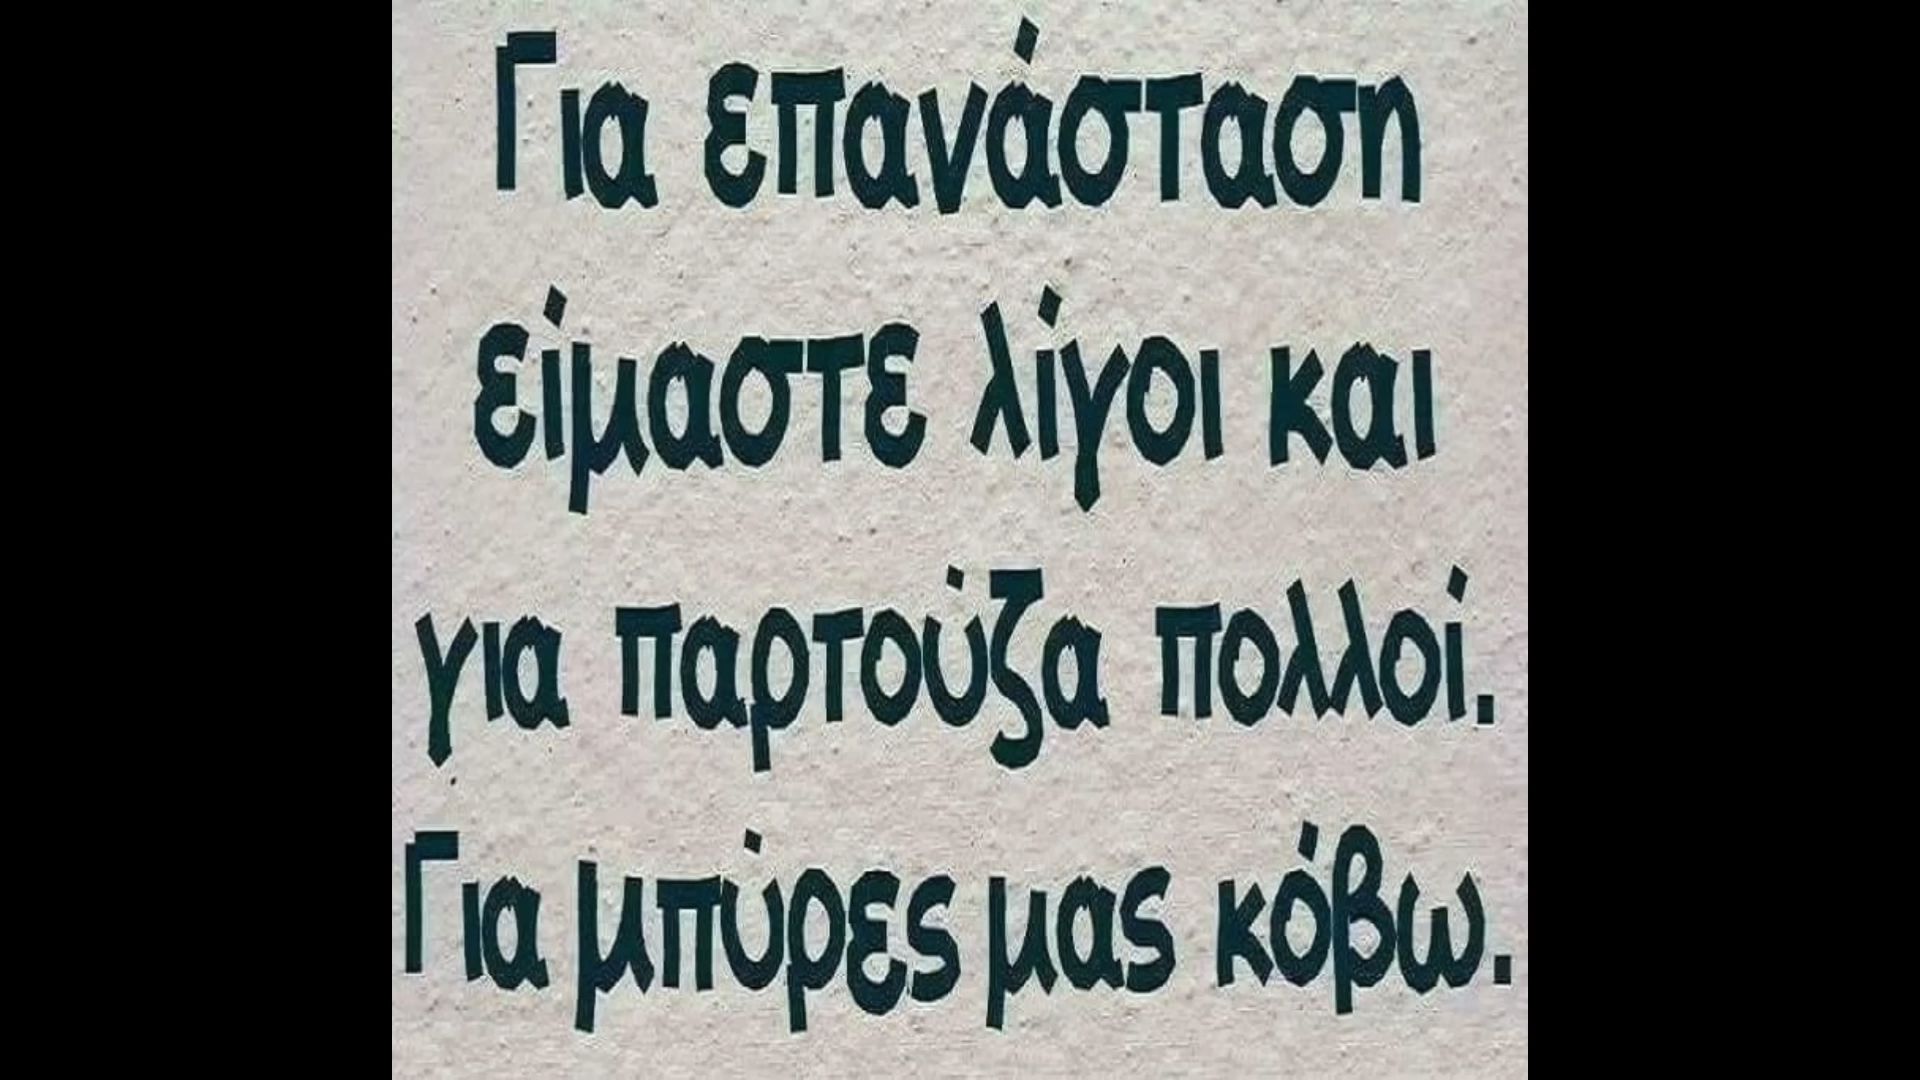 Για επανάσταση
είμαστε λίγοι και
για παρτούζα πολλοί.
Για μπύρες μας κόβω.